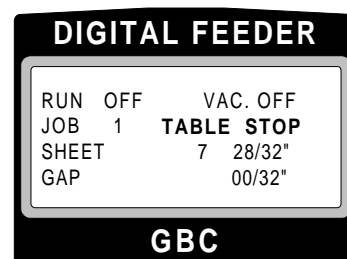 DIGITAL FEEDER
RUN OFF VAC. OFF
JOB 1 TABLE STOP
SHEET 7 28/32"
GAP 00/32"
GBC